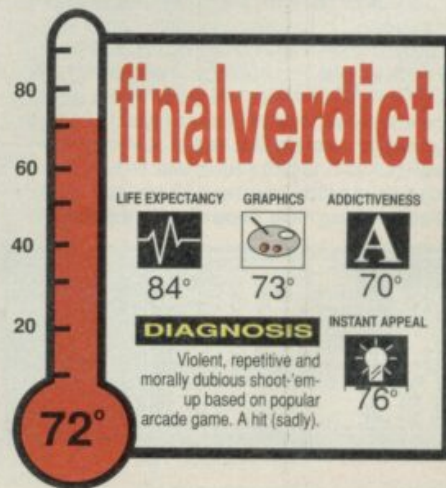 80
60
40
20
72°
finalverdict
LIFE EXPECTANCY GRAPHICS ADDICTIVENESS
A
84° 73° 70°
DIAGNOSIS
Violent, repetitive and
morally dubious shoot-'em-
up based on popular
arcade game. A hit (sadly).
INSTANT APPEAL
76°